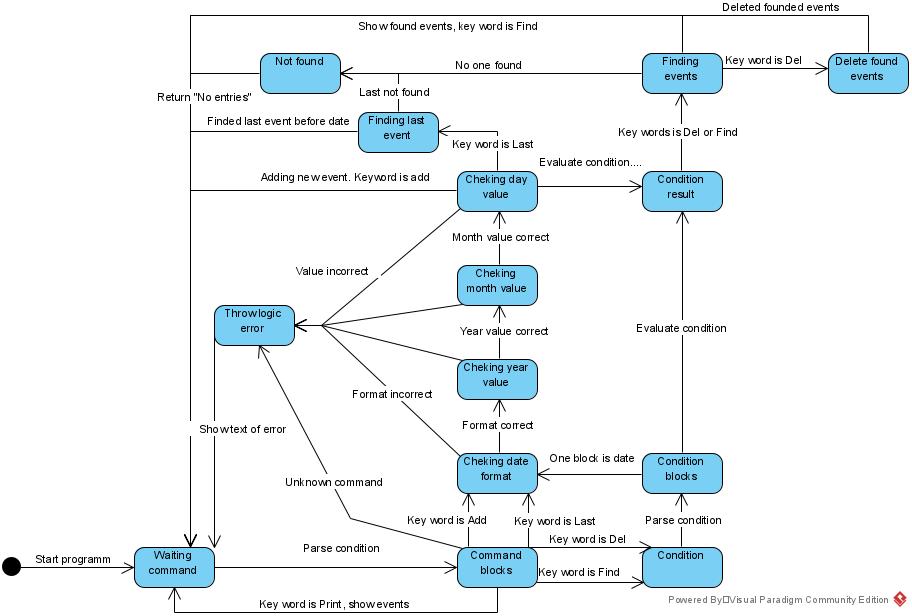 Deleted founded events
Show found events, key word is Find
Not found
No one found
Finding
events
Key word is Del
Delete found
events
Return "No entries"
Last not found
Finded last event before date
Finding last
event
Key word is Last
Key words is Del or Find
Evaluate condition....
Adding new event. Keyword is add
Cheking day
value
Condition
result
Month value correct
Value incorrect
Cheking
month value
Throw logic
error
Year value correct
Evaluate condition
Cheking year
value
Format incorrect
Format correct
Show text of error
Cheking date
format
One block is date
Condition
blocks
Unknown command
Key word is Add
Key word is Last
Parse condition
Key word is Del
Start programm
Waiting
command
Parse condition
Command
blocks
Condition
Key word is Find
Key word is Print, show events
Powered By Visual Paradigm Community Edition